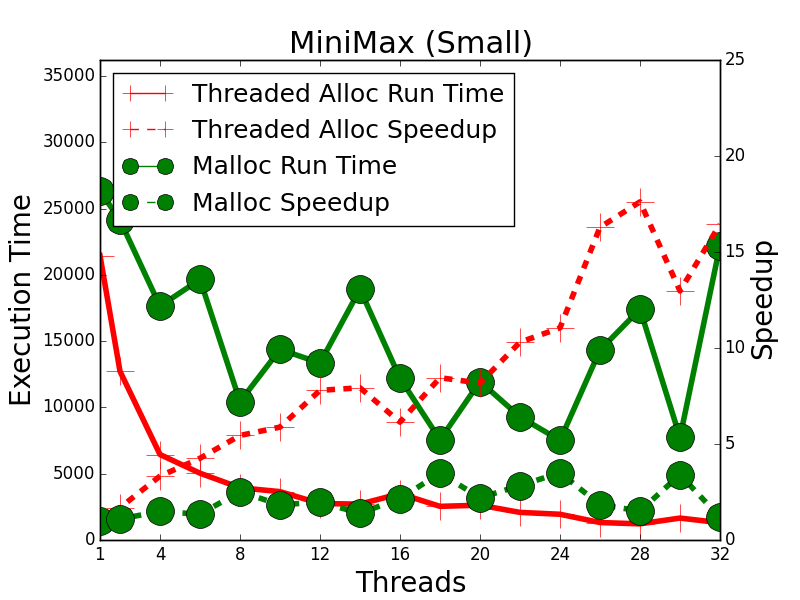 MiniMax (Small)
Threaded Alloc Run Time
Threaded Alloc Speedup
Malloc Run Time
Malloc Speedup
Execution Time
35000
30000
25000
20000
15000
10000
5000
0
Speedup
25
20
15
10
5
0
1 4 8 12 16 20 24 28 32
Threads